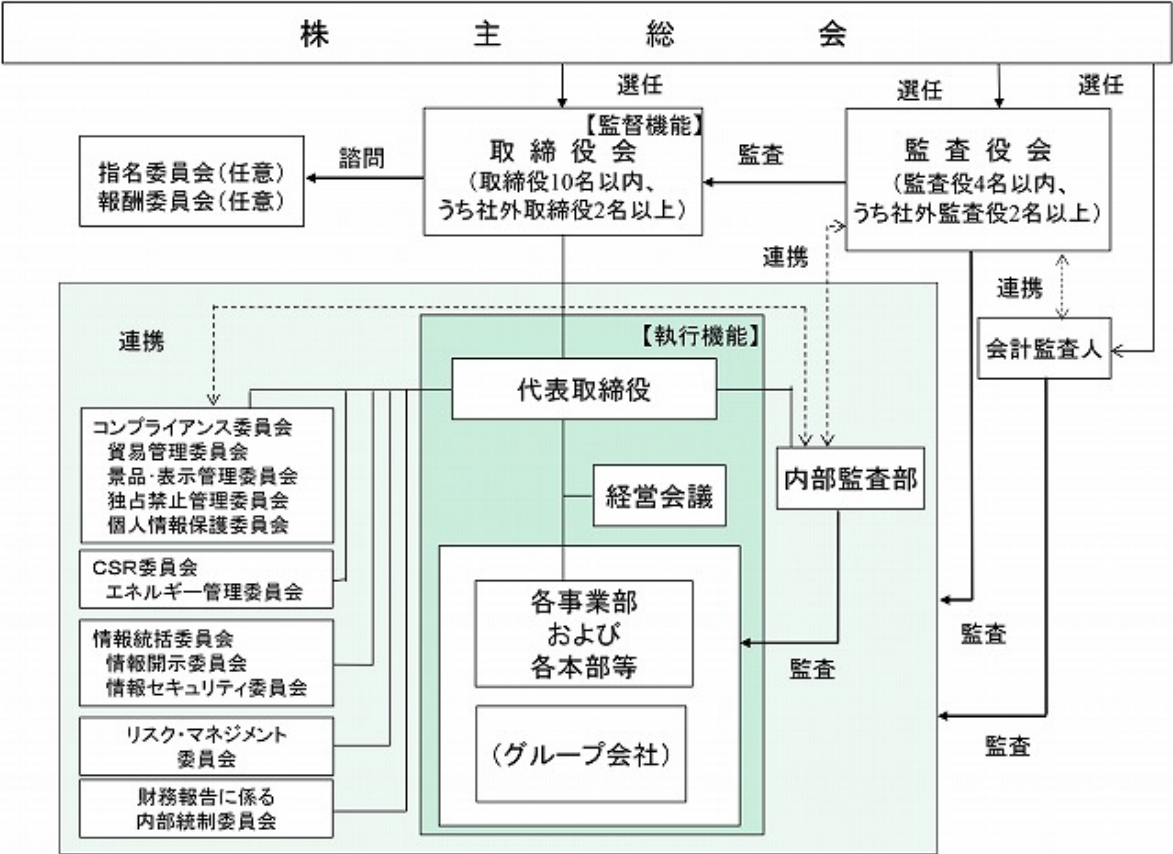 株主総会
選任
選任
選任
【監督機能】
取締役会
（取締役10名以内、
うち社外取締役2名以上）
監査
監査役会
（監査役4名以内、
うち社外監査役2名以上）
諮問
指名委員会（任意）
報酬委員会（任意）
連携
連携
会計監査人
連携
【執行機能】
代表取締役
コンプライアンス委員会
貿易管理委員会
景品・表示管理委員会
独占禁止管理委員会
個人情報保護委員会
経営会議
内部監査部
CSR委員会
エネルギー管理委員会
各事業部
および
各本部等
監査
監査
情報統括委員会
情報開示委員会
情報セキュリティ委員会
リスク・マネジメント
委員会
（グループ会社）
監査
財務報告に係る
内部統制委員会